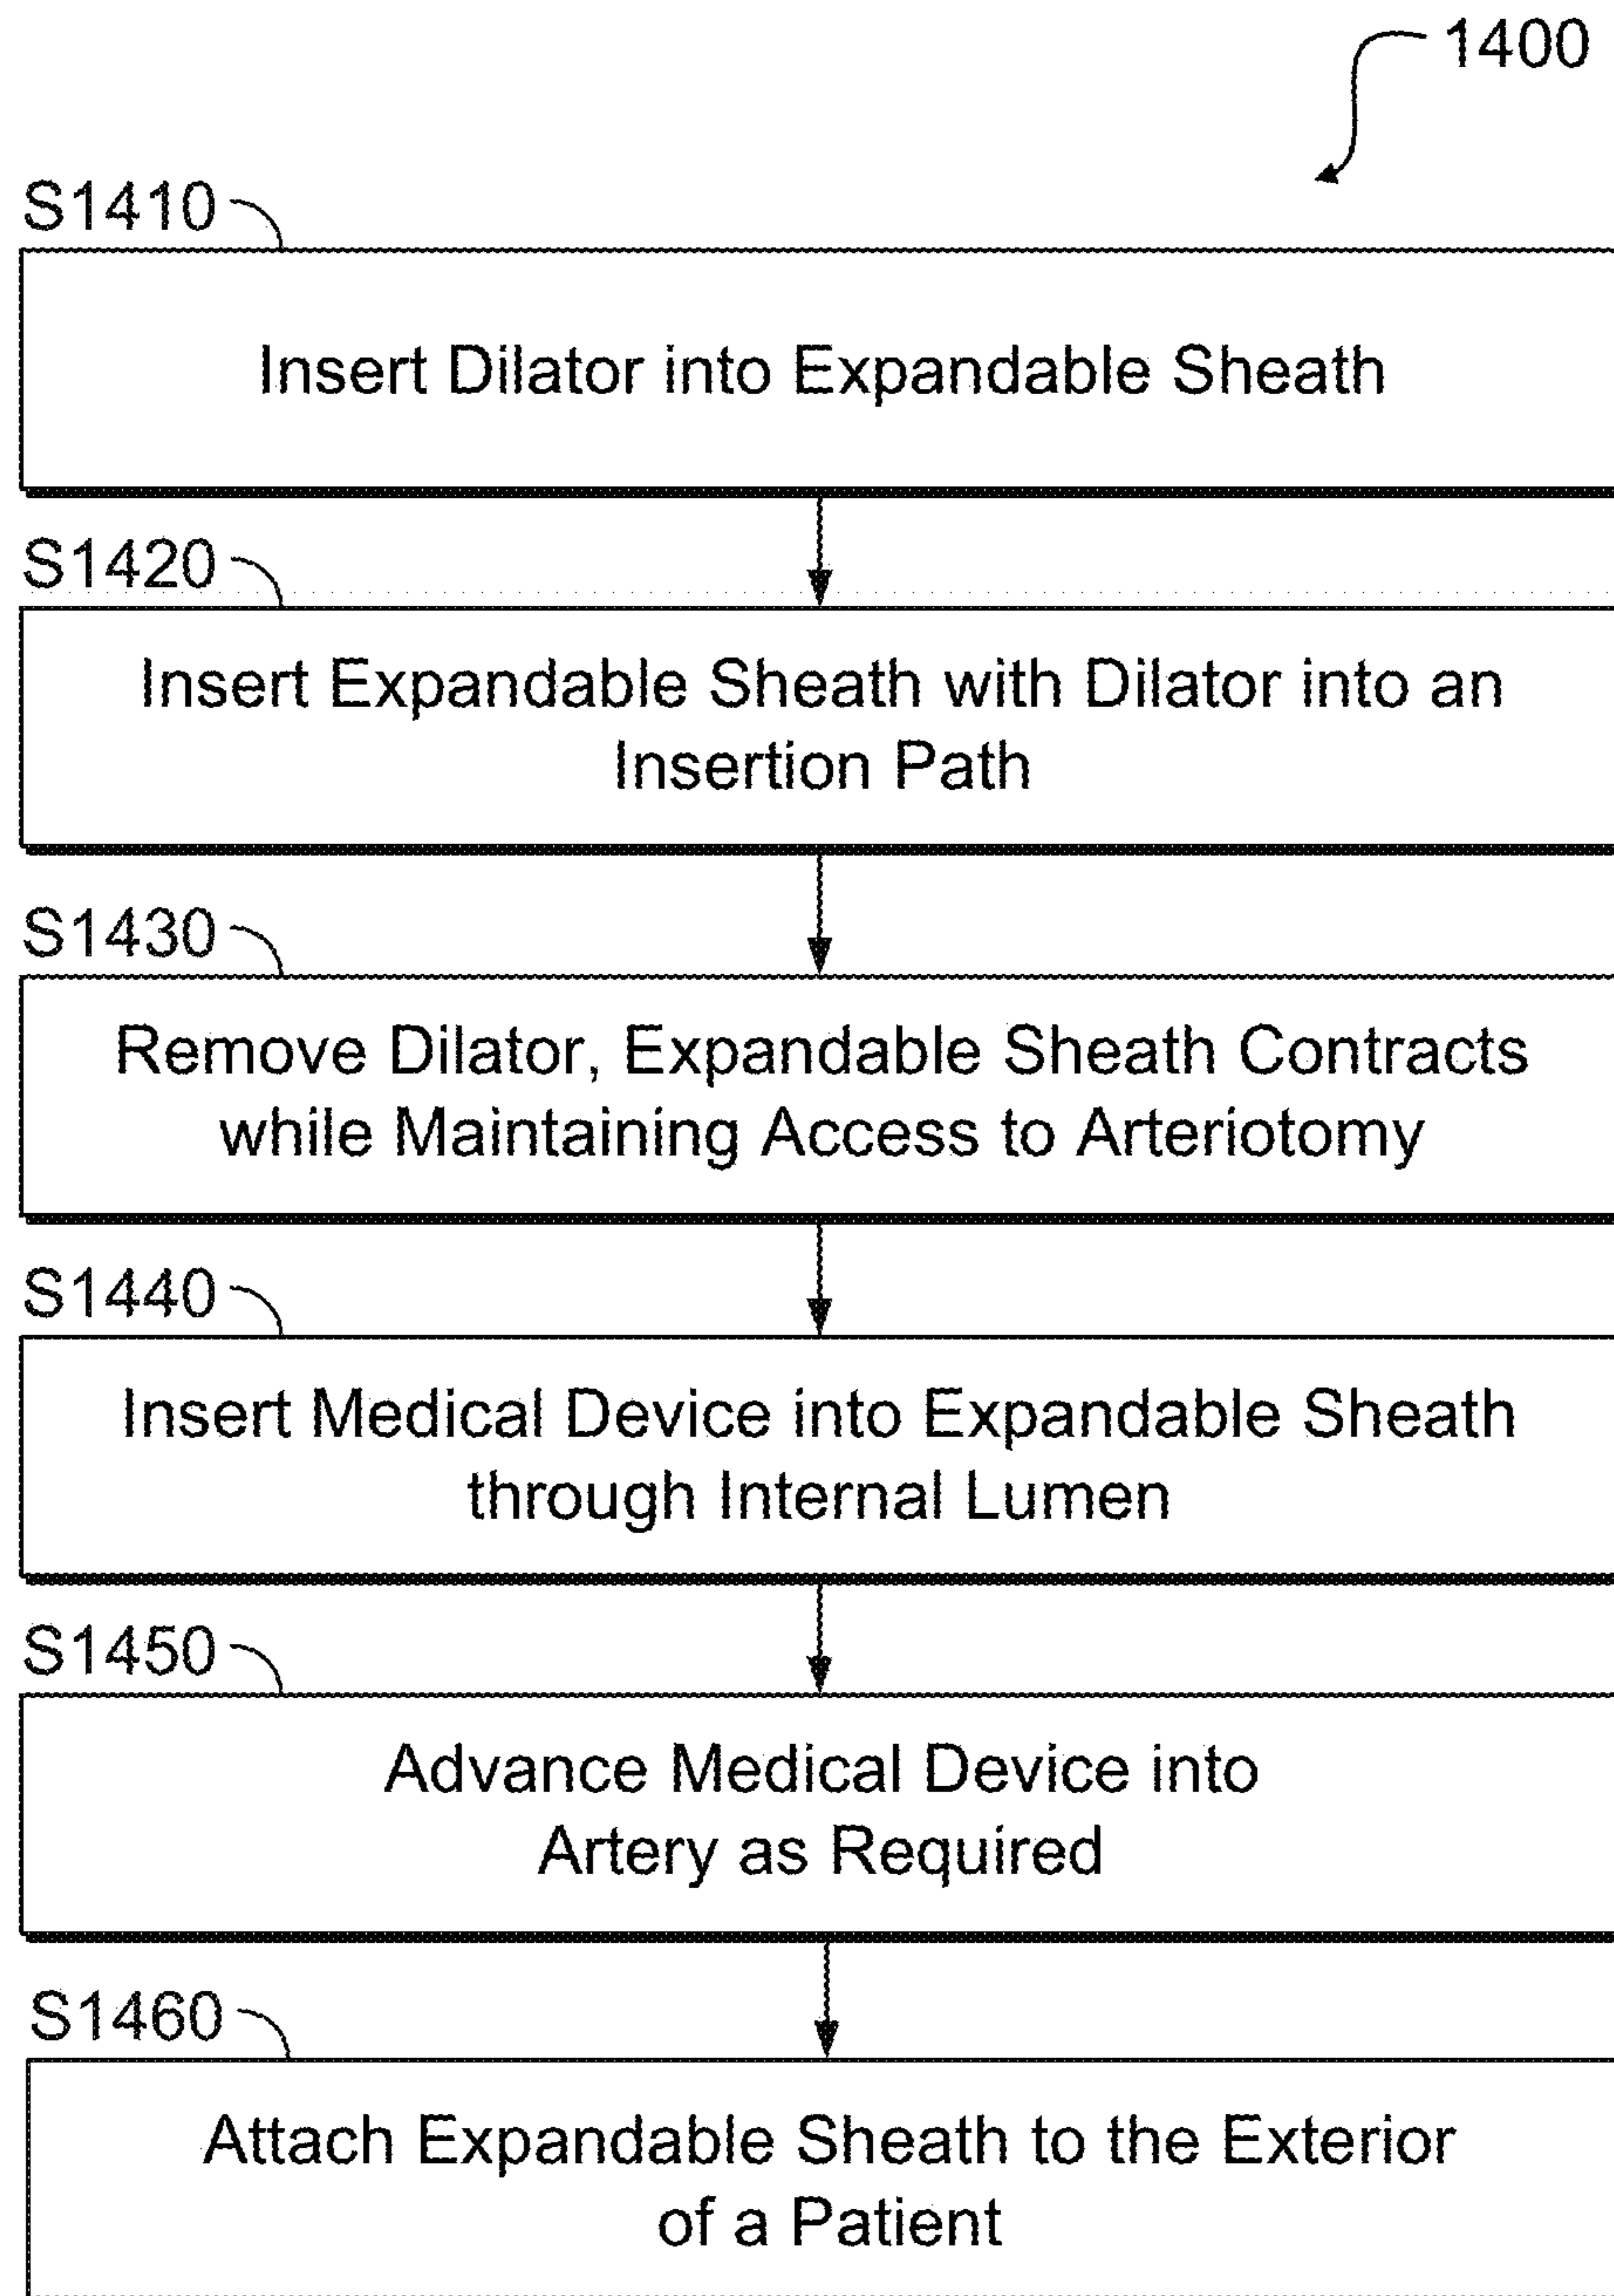 1400
S1410
Insert Dilator into Expandable Sheath
S1420
Insert Expandable Sheath with Dilator into an
Insertion Path
S1430
Remove Dilator, Expandable Sheath Contracts
while Maintaining Access to Arteriotomy
S1440
Insert Medical Device into Expandable Sheath
through Internal Lumen
S1450
Advance Medical Device into
Artery as Required
S1460
Attach Expandable Sheath to the Exterior
of a Patient